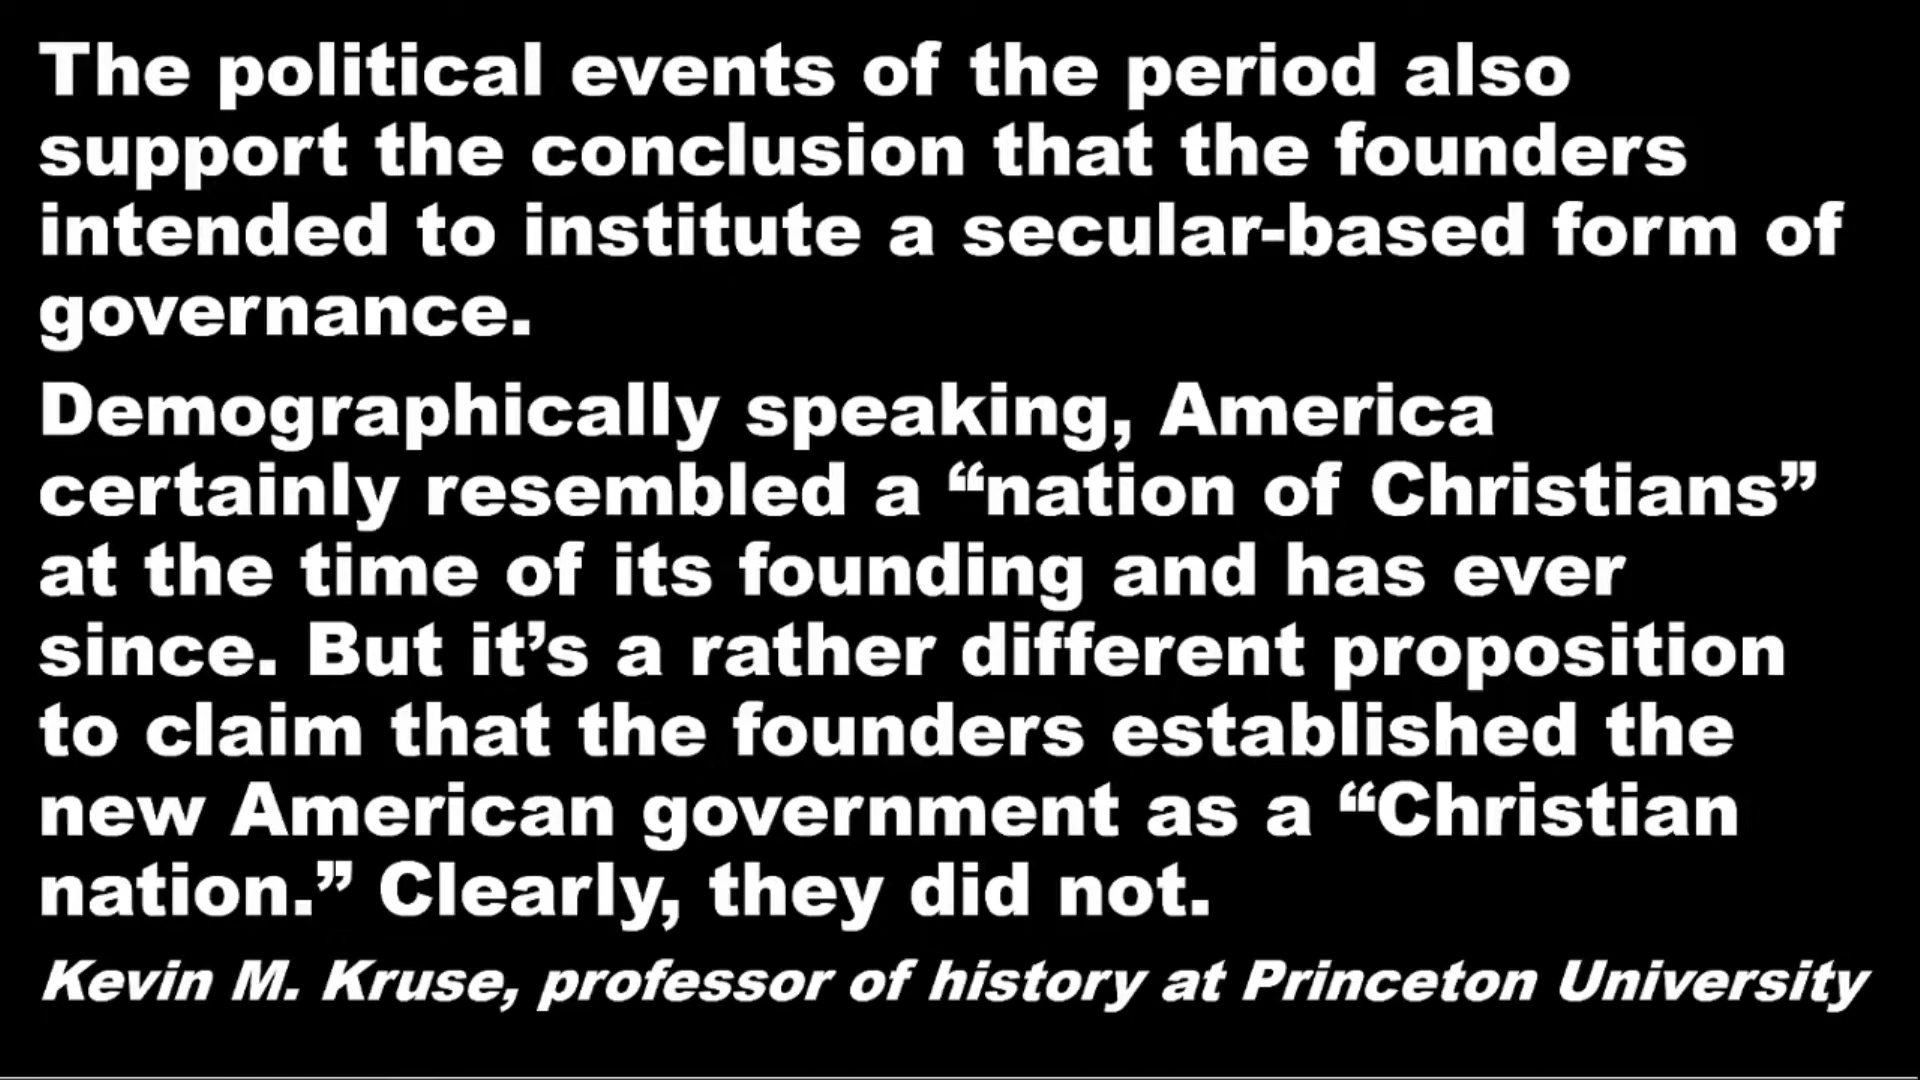 The political events of the period also
support the conclusion that the founders
intended to institute a secular-based form of
governance.
Demographically speaking, America
certainly resembled a “nation of Christians”
at the time of its founding and has ever
since. But it’s a rather different proposition
to claim that the founders established the
new American government as a “Christian
nation.” Clearly, they did not.
Kevin M. Kruse, professor of history at Princeton University